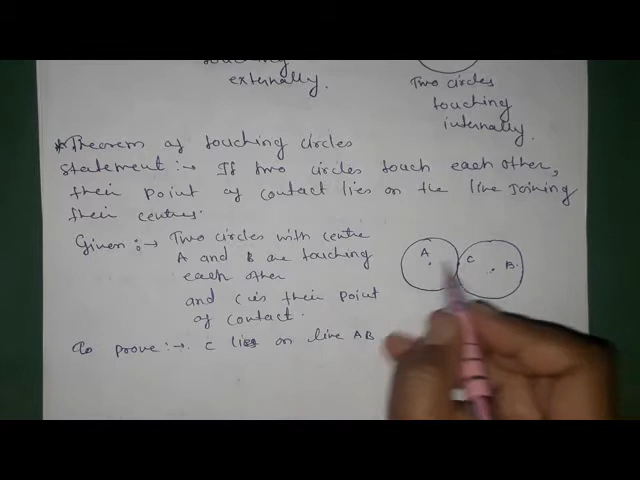 touching
externally.
Two circles
touching
internally.
*Theorem of touching circles
Statement :→ If two circles touch each other,
their point of contact lies on the line Joining
their centres.
Given :→ Two circles with centre
A and B are touching
each other
and C is their point
of contact.
To prove :→ C lies on line AB
A
C
B